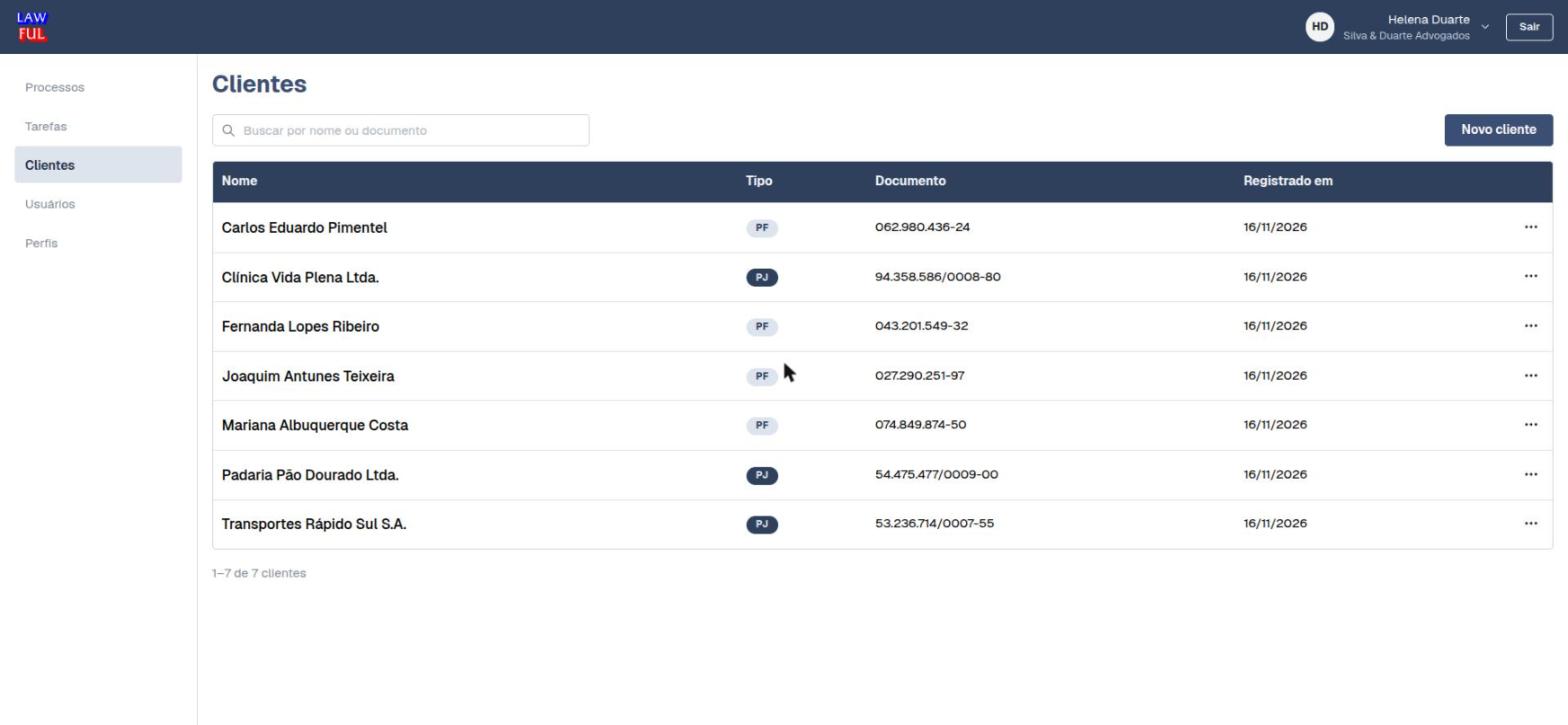 LAW
FUL
HD
Helena Duarte
Silva & Duarte Advogados
Sair
Processos
Tarefas
Clientes
Usuários
Perfis
Clientes
Buscar por nome ou documento
Novo cliente
Nome Tipo Documento Registrado em
Carlos Eduardo Pimentel PF 062.980.436-24 16/11/2026 ···
Clínica Vida Plena Ltda. PJ 94.358.586/0008-80 16/11/2026 ···
Fernanda Lopes Ribeiro PF 043.201.549-32 16/11/2026 ···
Joaquim Antunes Teixeira PF 027.290.251-97 16/11/2026 ···
Mariana Albuquerque Costa PF 074.849.874-50 16/11/2026 ···
Padaria Pão Dourado Ltda. PJ 54.475.477/0009-00 16/11/2026 ···
Transportes Rápido Sul S.A. PJ 53.236.714/0007-55 16/11/2026 ···
1–7 de 7 clientes